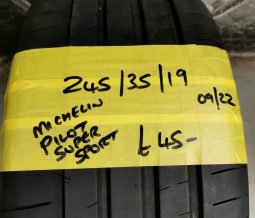 245/35/19
09/22
MICHELIN
PILOT
SUPER
SPORT
£45-